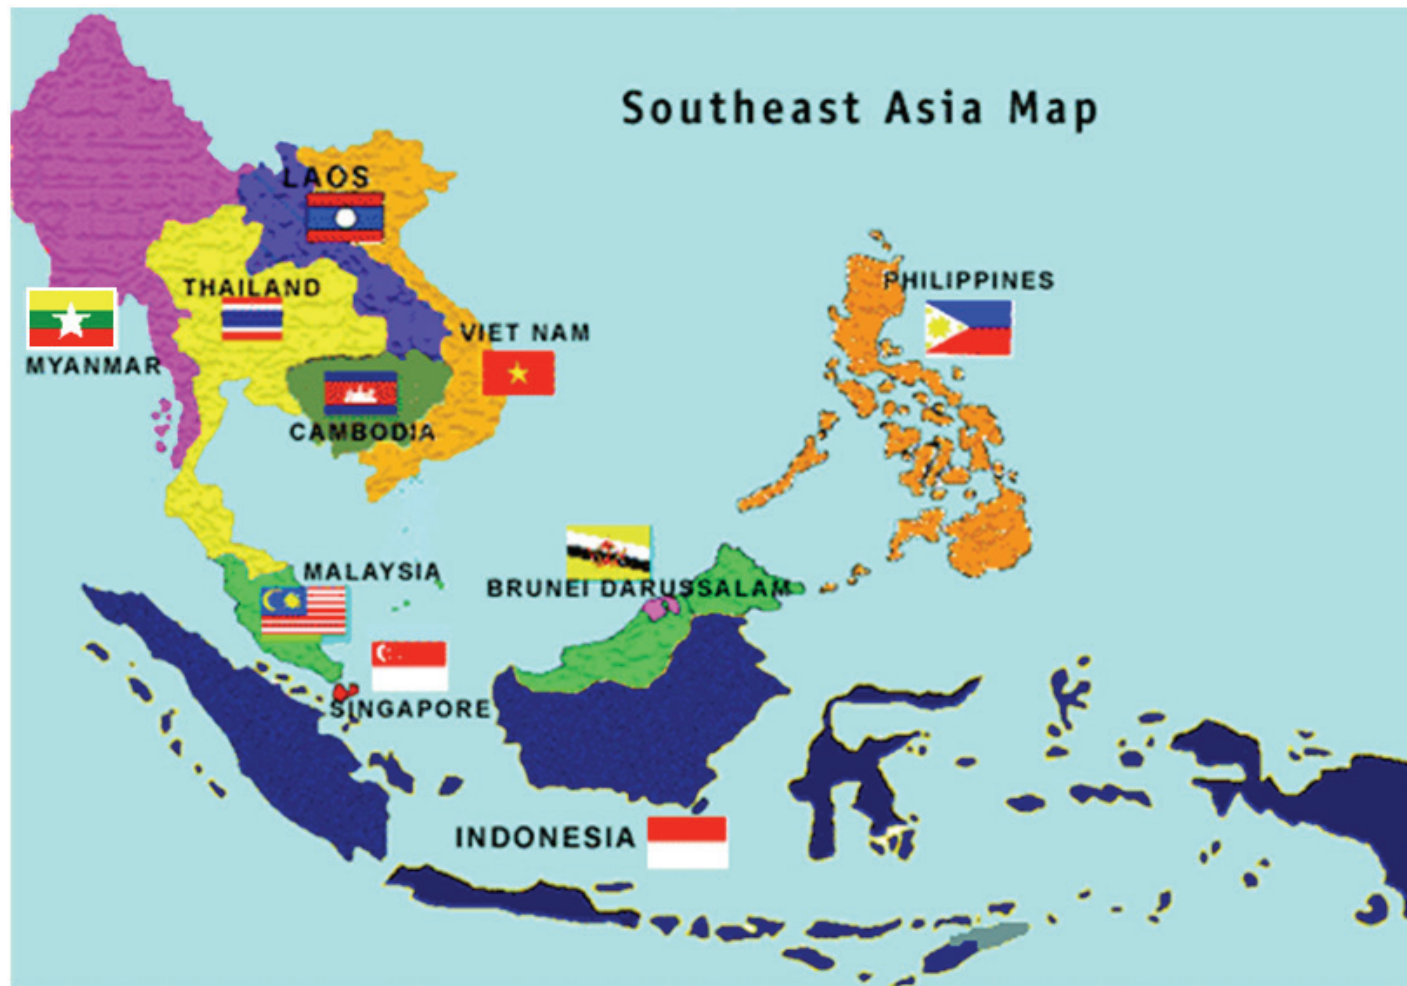 Southeast Asia Map
LAOS
THAILAND
PHILIPPINES
VIET NAM
MYANMAR
CAMBODIA
MALAYSIA
BRUNEI DARUSSALAM
SINGAPORE
INDONESIA